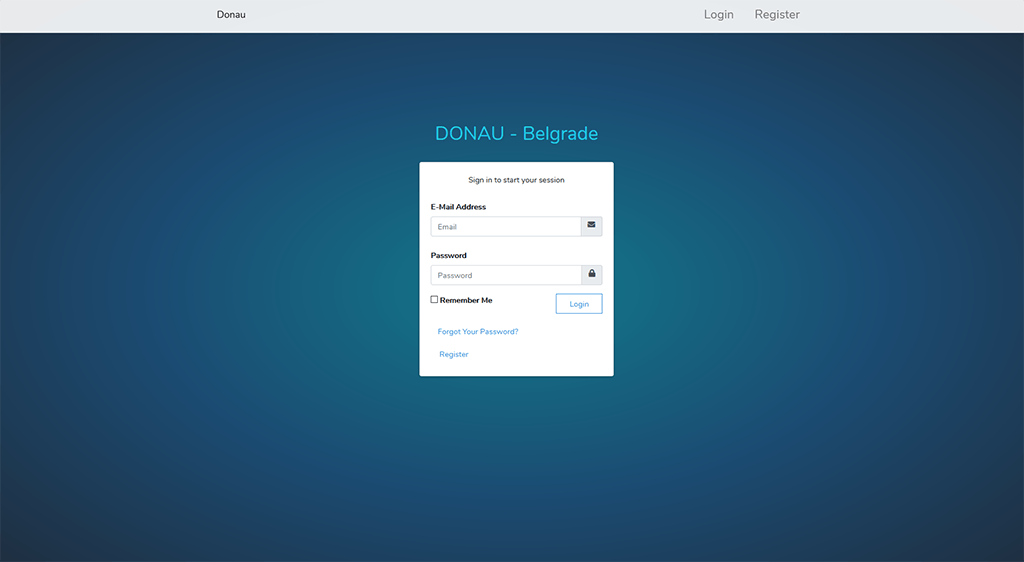 Donau
Login
Register
DONAU - Belgrade
Sign in to start your session
E-Mail Address
Email
Password
Password
Remember Me
Login
Forgot Your Password?
Register